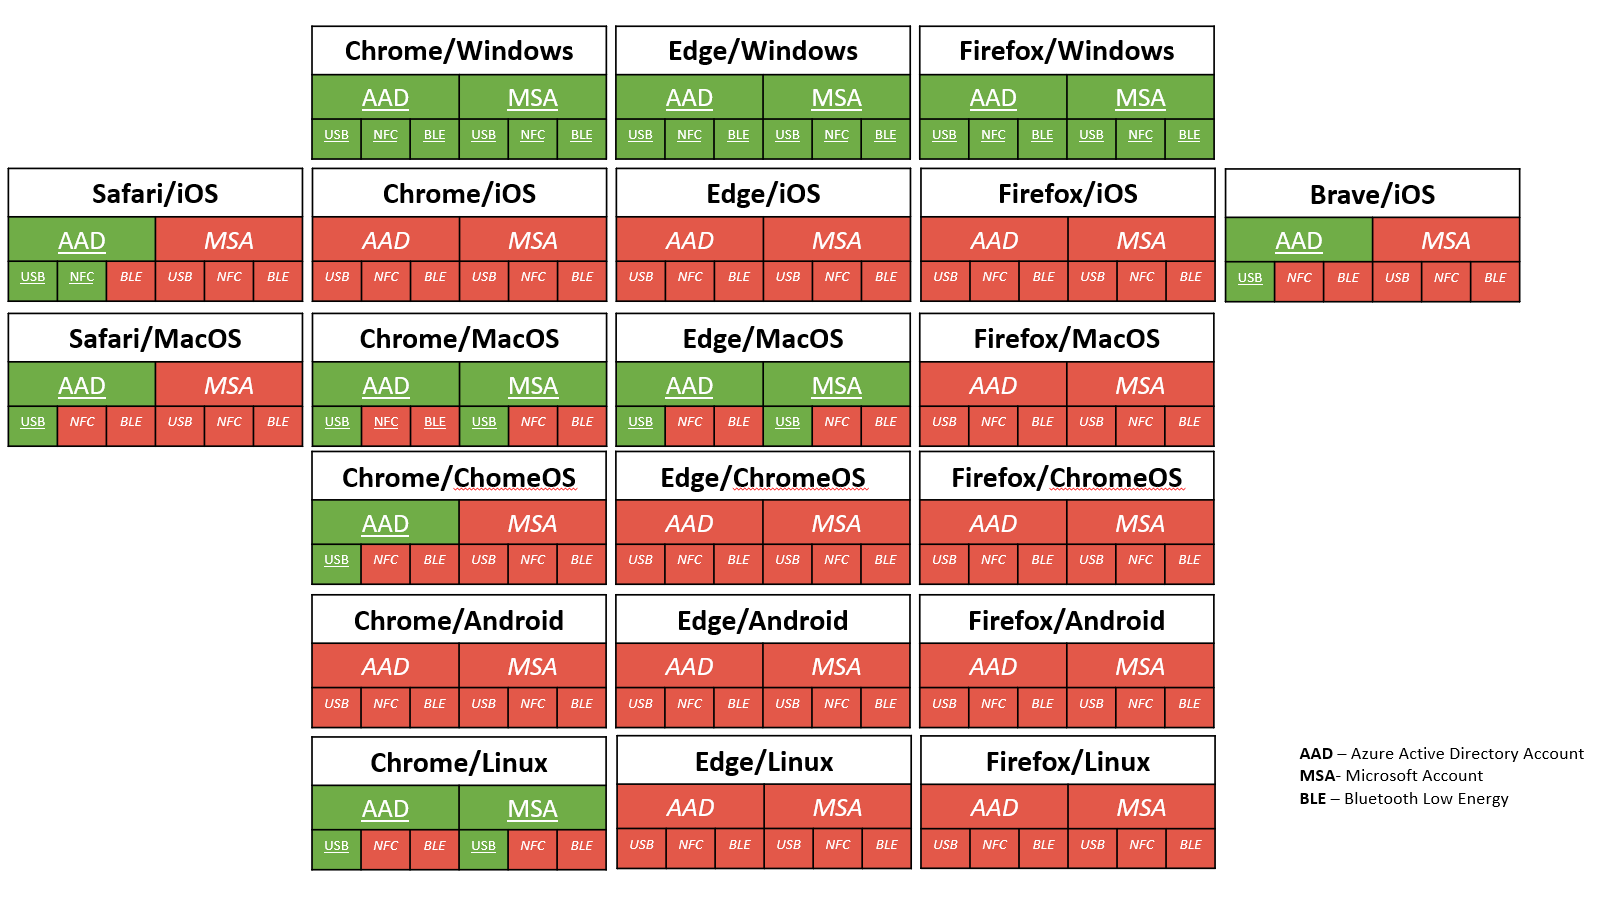 Chrome/Windows Edge/Windows Firefox/Windows
AAD MSA AAD MSA AAD MSA
USB NFC BLE USB NFC BLE USB NFC BLE USB NFC BLE USB NFC BLE USB NFC BLE
Safari/iOS Chrome/iOS Edge/iOS Firefox/iOS Brave/iOS
AAD MSA AAD MSA AAD MSA AAD MSA AAD MSA
USB NFC BLE USB NFC BLE USB NFC BLE USB NFC BLE USB NFC BLE USB NFC BLE USB NFC BLE USB NFC BLE USB NFC BLE USB NFC BLE
Safari/MacOS Chrome/MacOS Edge/MacOS Firefox/MacOS
AAD MSA AAD MSA AAD MSA AAD MSA
USB NFC BLE USB NFC BLE USB NFC BLE USB NFC BLE USB NFC BLE USB NFC BLE USB NFC BLE USB NFC BLE
Chrome/ChomeOS Edge/ChromeOS Firefox/ChromeOS
AAD MSA AAD MSA AAD MSA
USB NFC BLE USB NFC BLE USB NFC BLE USB NFC BLE USB NFC BLE USB NFC BLE
Chrome/Android Edge/Android Firefox/Android
AAD MSA AAD MSA AAD MSA
USB NFC BLE USB NFC BLE USB NFC BLE USB NFC BLE USB NFC BLE USB NFC BLE
Chrome/Linux Edge/Linux Firefox/Linux
AAD MSA AAD MSA AAD MSA
USB NFC BLE USB NFC BLE USB NFC BLE USB NFC BLE USB NFC BLE USB NFC BLE
AAD – Azure Active Directory Account
MSA- Microsoft Account
BLE – Bluetooth Low Energy